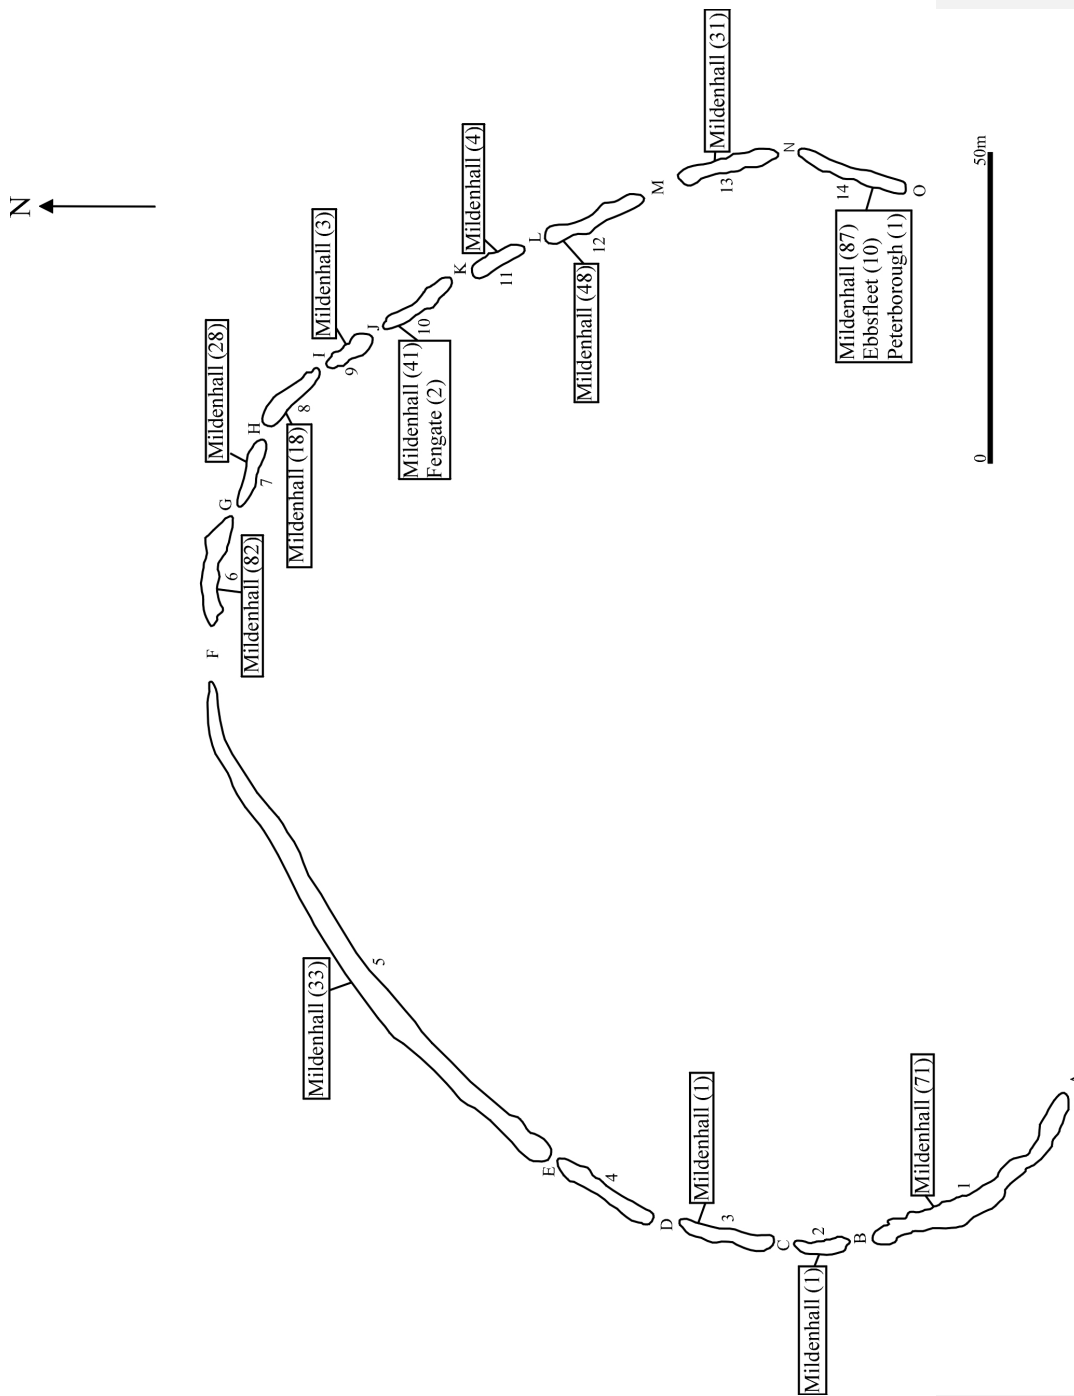 N
Mildenhall (31)
13
N
50m
0
14
O
Mildenhall (87)
Ebbsfleet (10)
Peterborough (1)
M
12
Mildenhall (48)
L
Mildenhall (4)
11
K
Mildenhall (3)
J
10
Mildenhall (41)
Fengate (2)
I
9
Mildenhall (28)
8
Mildenhall (18)
H
7
G
6
Mildenhall (82)
F
Mildenhall (33)
5
E
4
D
Mildenhall (1)
3
C
2
Mildenhall (1)
B
Mildenhall (71)
1